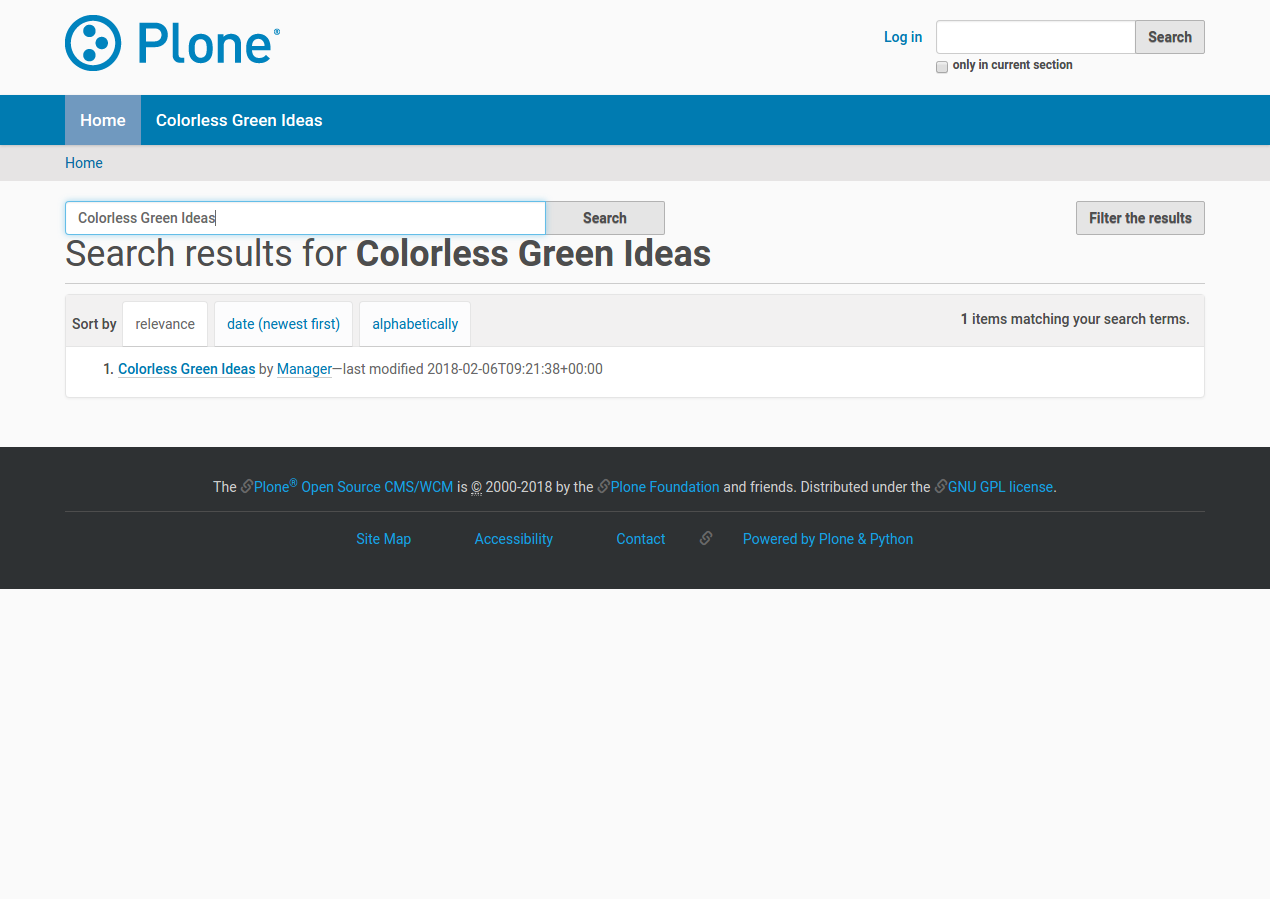 Plone®
Log in
Search
only in current section
Home
Colorless Green Ideas
Home
Colorless Green Ideas
Search
Filter the results
Search results for Colorless Green Ideas
Sort by relevance date (newest first) alphabetically
1 items matching your search terms.
1. Colorless Green Ideas by Manager—last modified 2018-02-06T09:21:38+00:00
The Plone® Open Source CMS/WCM is © 2000-2018 by the Plone Foundation and friends. Distributed under the GNU GPL license.
Site Map Accessibility Contact Powered by Plone & Python